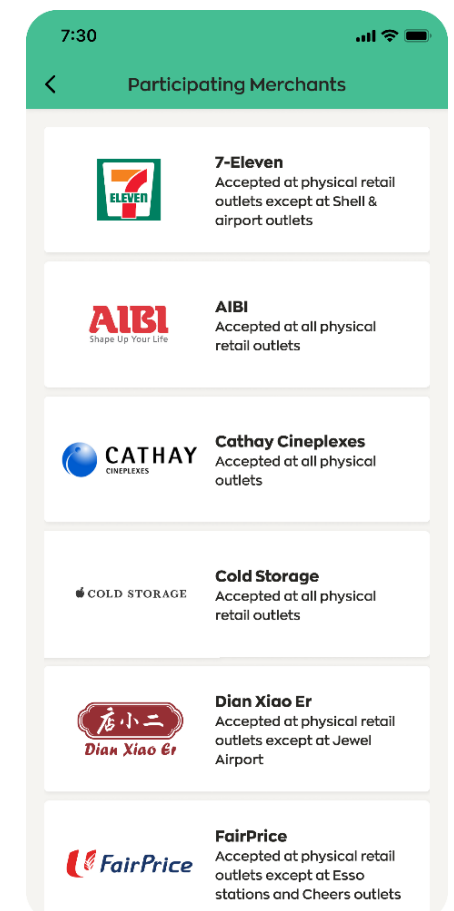 7:30
Participating Merchants
7
ELEVEN
7-Eleven
Accepted at physical retail
outlets except at Shell &
airport outlets
AIBI
Shape Up Your Life
AIBI
Accepted at all physical
retail outlets
CATHAY
CINEPLEXES
Cathay Cineplexes
Accepted at all physical
outlets
COLD STORAGE
Cold Storage
Accepted at all physical
retail outlets
店小二
Dian Xiao Er
Dian Xiao Er
Accepted at physical retail
outlets except at Jewel
Airport
FairPrice
FairPrice
Accepted at physical retail
outlets except at Esso
stations and Cheers outlets